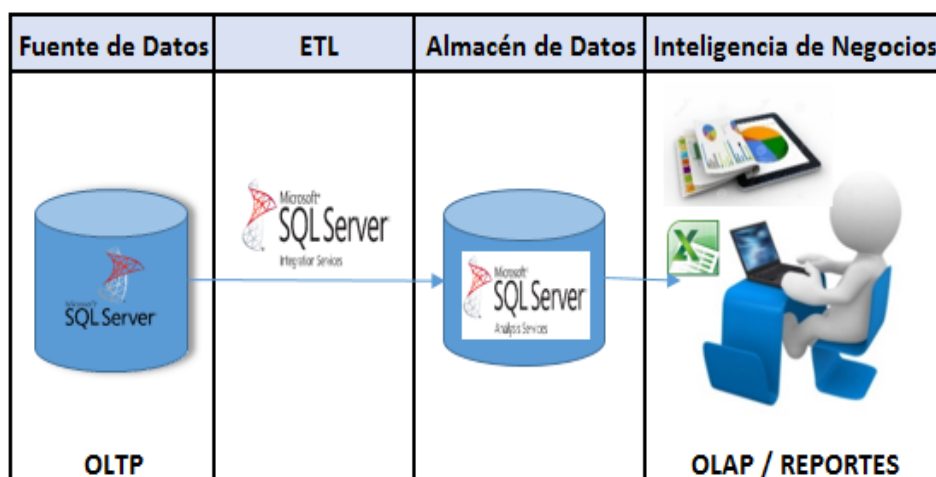 Fuente de Datos
ETL
Almacén de Datos
Inteligencia de Negocios
Microsoft
SQL Server
Microsoft
SQL Server
Integration Services
Microsoft
SQL Server
Analysis Services
OLTP
OLAP / REPORTES